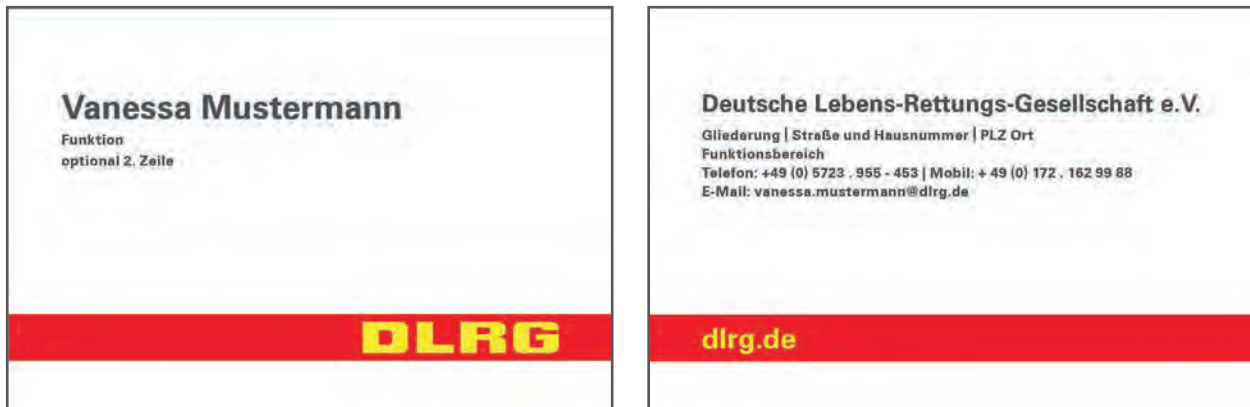 Vanessa Mustermann
Funktion
optional 2. Zeile
DLRG
Deutsche Lebens-Rettungs-Gesellschaft e.V.
Gliederung | Straße und Hausnummer | PLZ Ort
Funktionsbereich
Telefon: +49 (0) 5723 . 955 - 453 | Mobil: + 49 (0) 172 . 162 99 88
E-Mail: vanessa.mustermann@dlrg.de
dlrg.de